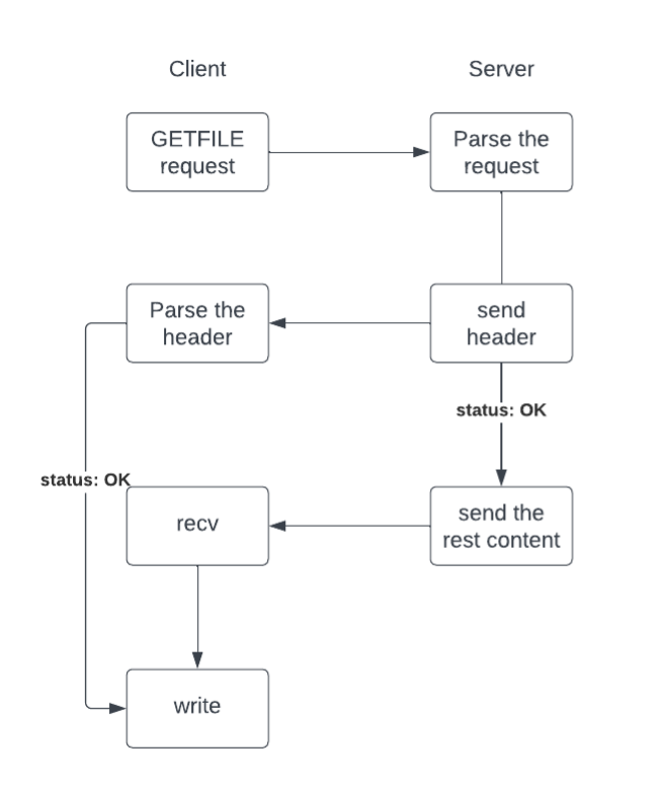 Client
Server
GETFILE
request
Parse the
request
Parse the
header
send
header
status: OK
status: OK
recv
send the
rest content
write